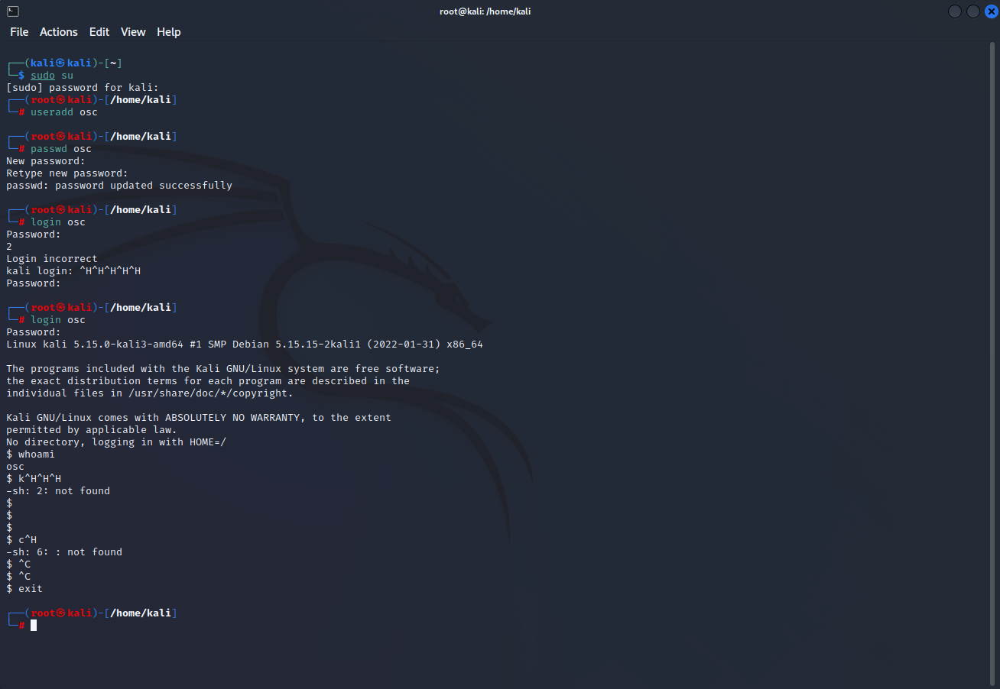 root@kali: /home/kali
File Actions Edit View Help
┌──(kali㉿kali)-[~]
└─$ sudo su
[sudo] password for kali:
┌──(root㉿kali)-[/home/kali]
└─# useradd osc
┌──(root㉿kali)-[/home/kali]
└─# passwd osc
New password:
Retype new password:
passwd: password updated successfully
┌──(root㉿kali)-[/home/kali]
└─# login osc
Password:
2
Login incorrect
kali login: ^H^H^H^H^H
Password:
┌──(root㉿kali)-[/home/kali]
└─# login osc
Password:
Linux kali 5.15.0-kali3-amd64 #1 SMP Debian 5.15.15-2kali1 (2022-01-31) x86_64
The programs included with the Kali GNU/Linux system are free software;
the exact distribution terms for each program are described in the
individual files in /usr/share/doc/*/copyright.
Kali GNU/Linux comes with ABSOLUTELY NO WARRANTY, to the extent
permitted by applicable law.
No directory, logging in with HOME=/
$ whoami
osc
$ k^H^H^H
-sh: 2: not found
$
$
$
$ c^H
-sh: 6: : not found
$ ^C
$ ^C
$ exit
┌──(root㉿kali)-[/home/kali]
└─#